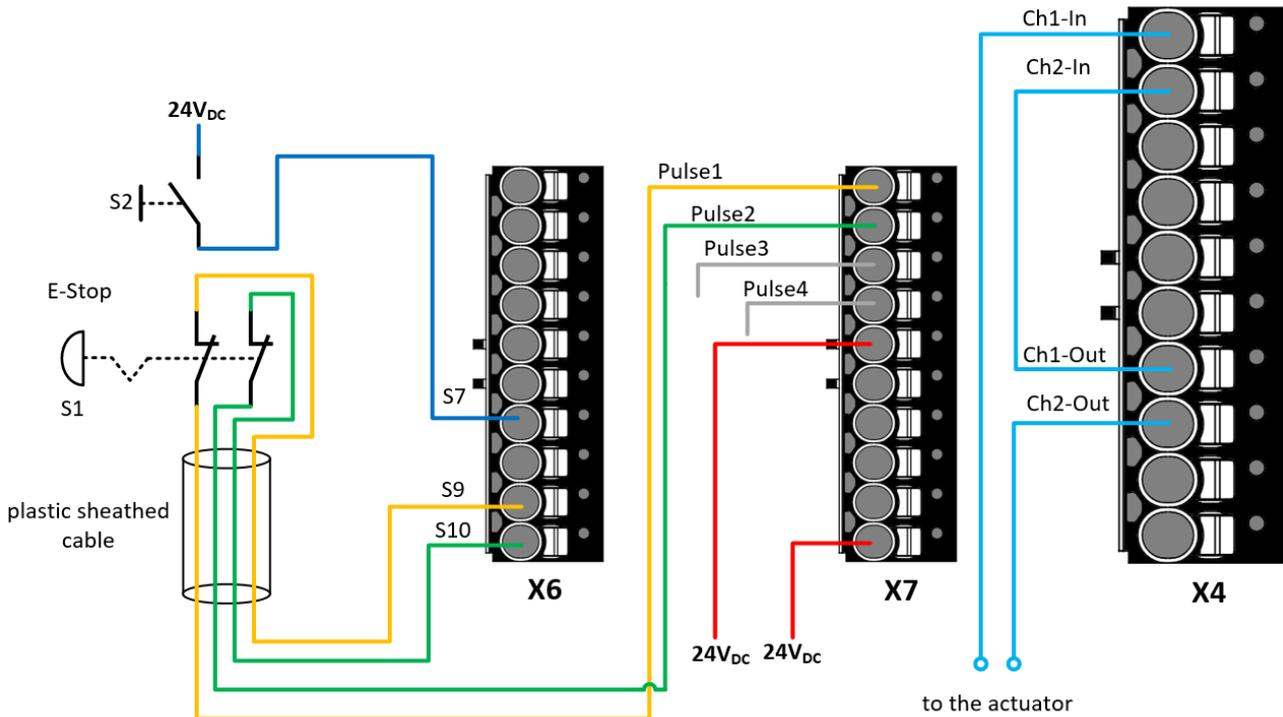 Ch1-In
Ch2-In
24VDC
S2
Pulse1
Pulse2
Pulse3
Pulse4
E-Stop
S1
S7
Ch1-Out
Ch2-Out
plastic sheathed
cable
S9
S10
X6
X7
X4
24VDC
24VDC
to the actuator